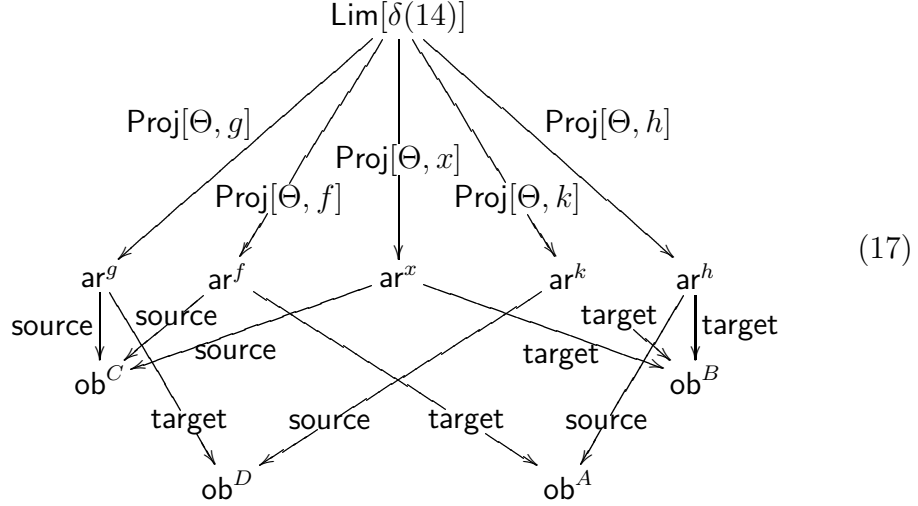 Lim[δ(14)]
Proj[Θ, g] Proj[Θ, h]
Proj[Θ, x]
Proj[Θ, f] Proj[Θ, k]
(17)
ar^g ar^f ar^x ar^k ar^h
source source target target
source target
ob^C ob^B
target source target source
ob^D ob^A